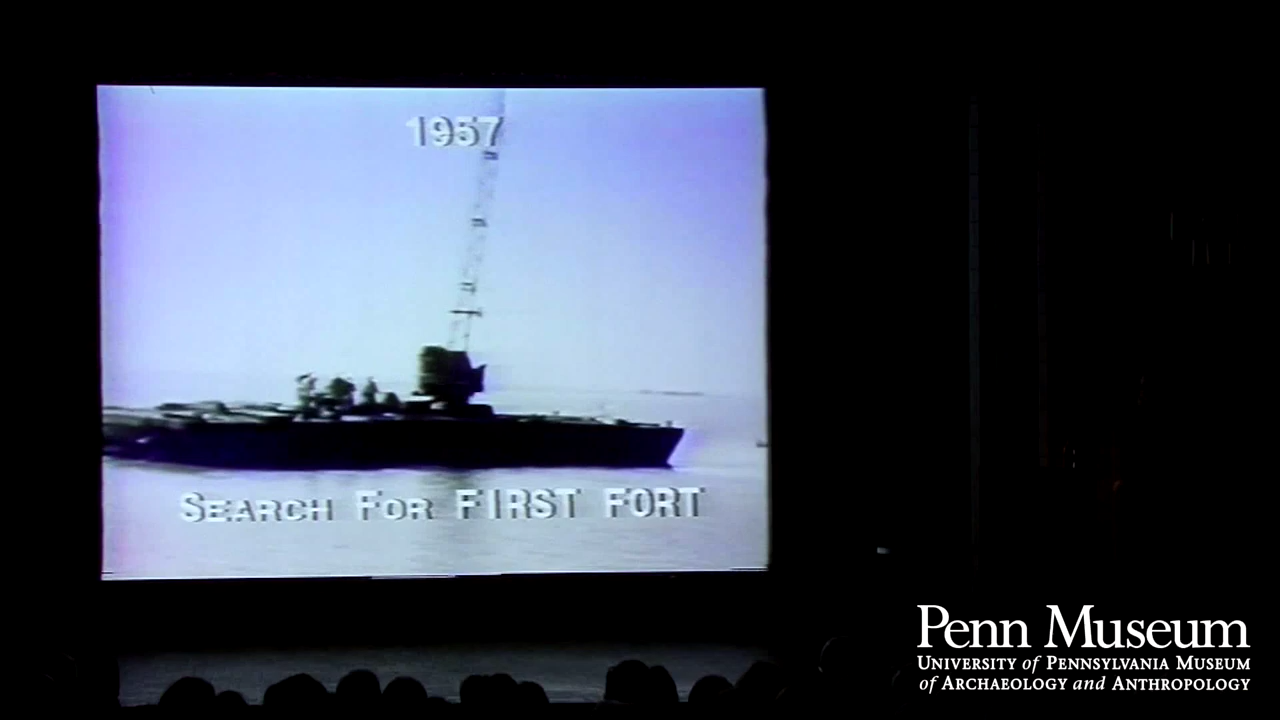 1957
SEARCH FOR FIRST FORT
Penn Museum
UNIVERSITY of PENNSYLVANIA MUSEUM
of ARCHAEOLOGY and ANTHROPOLOGY